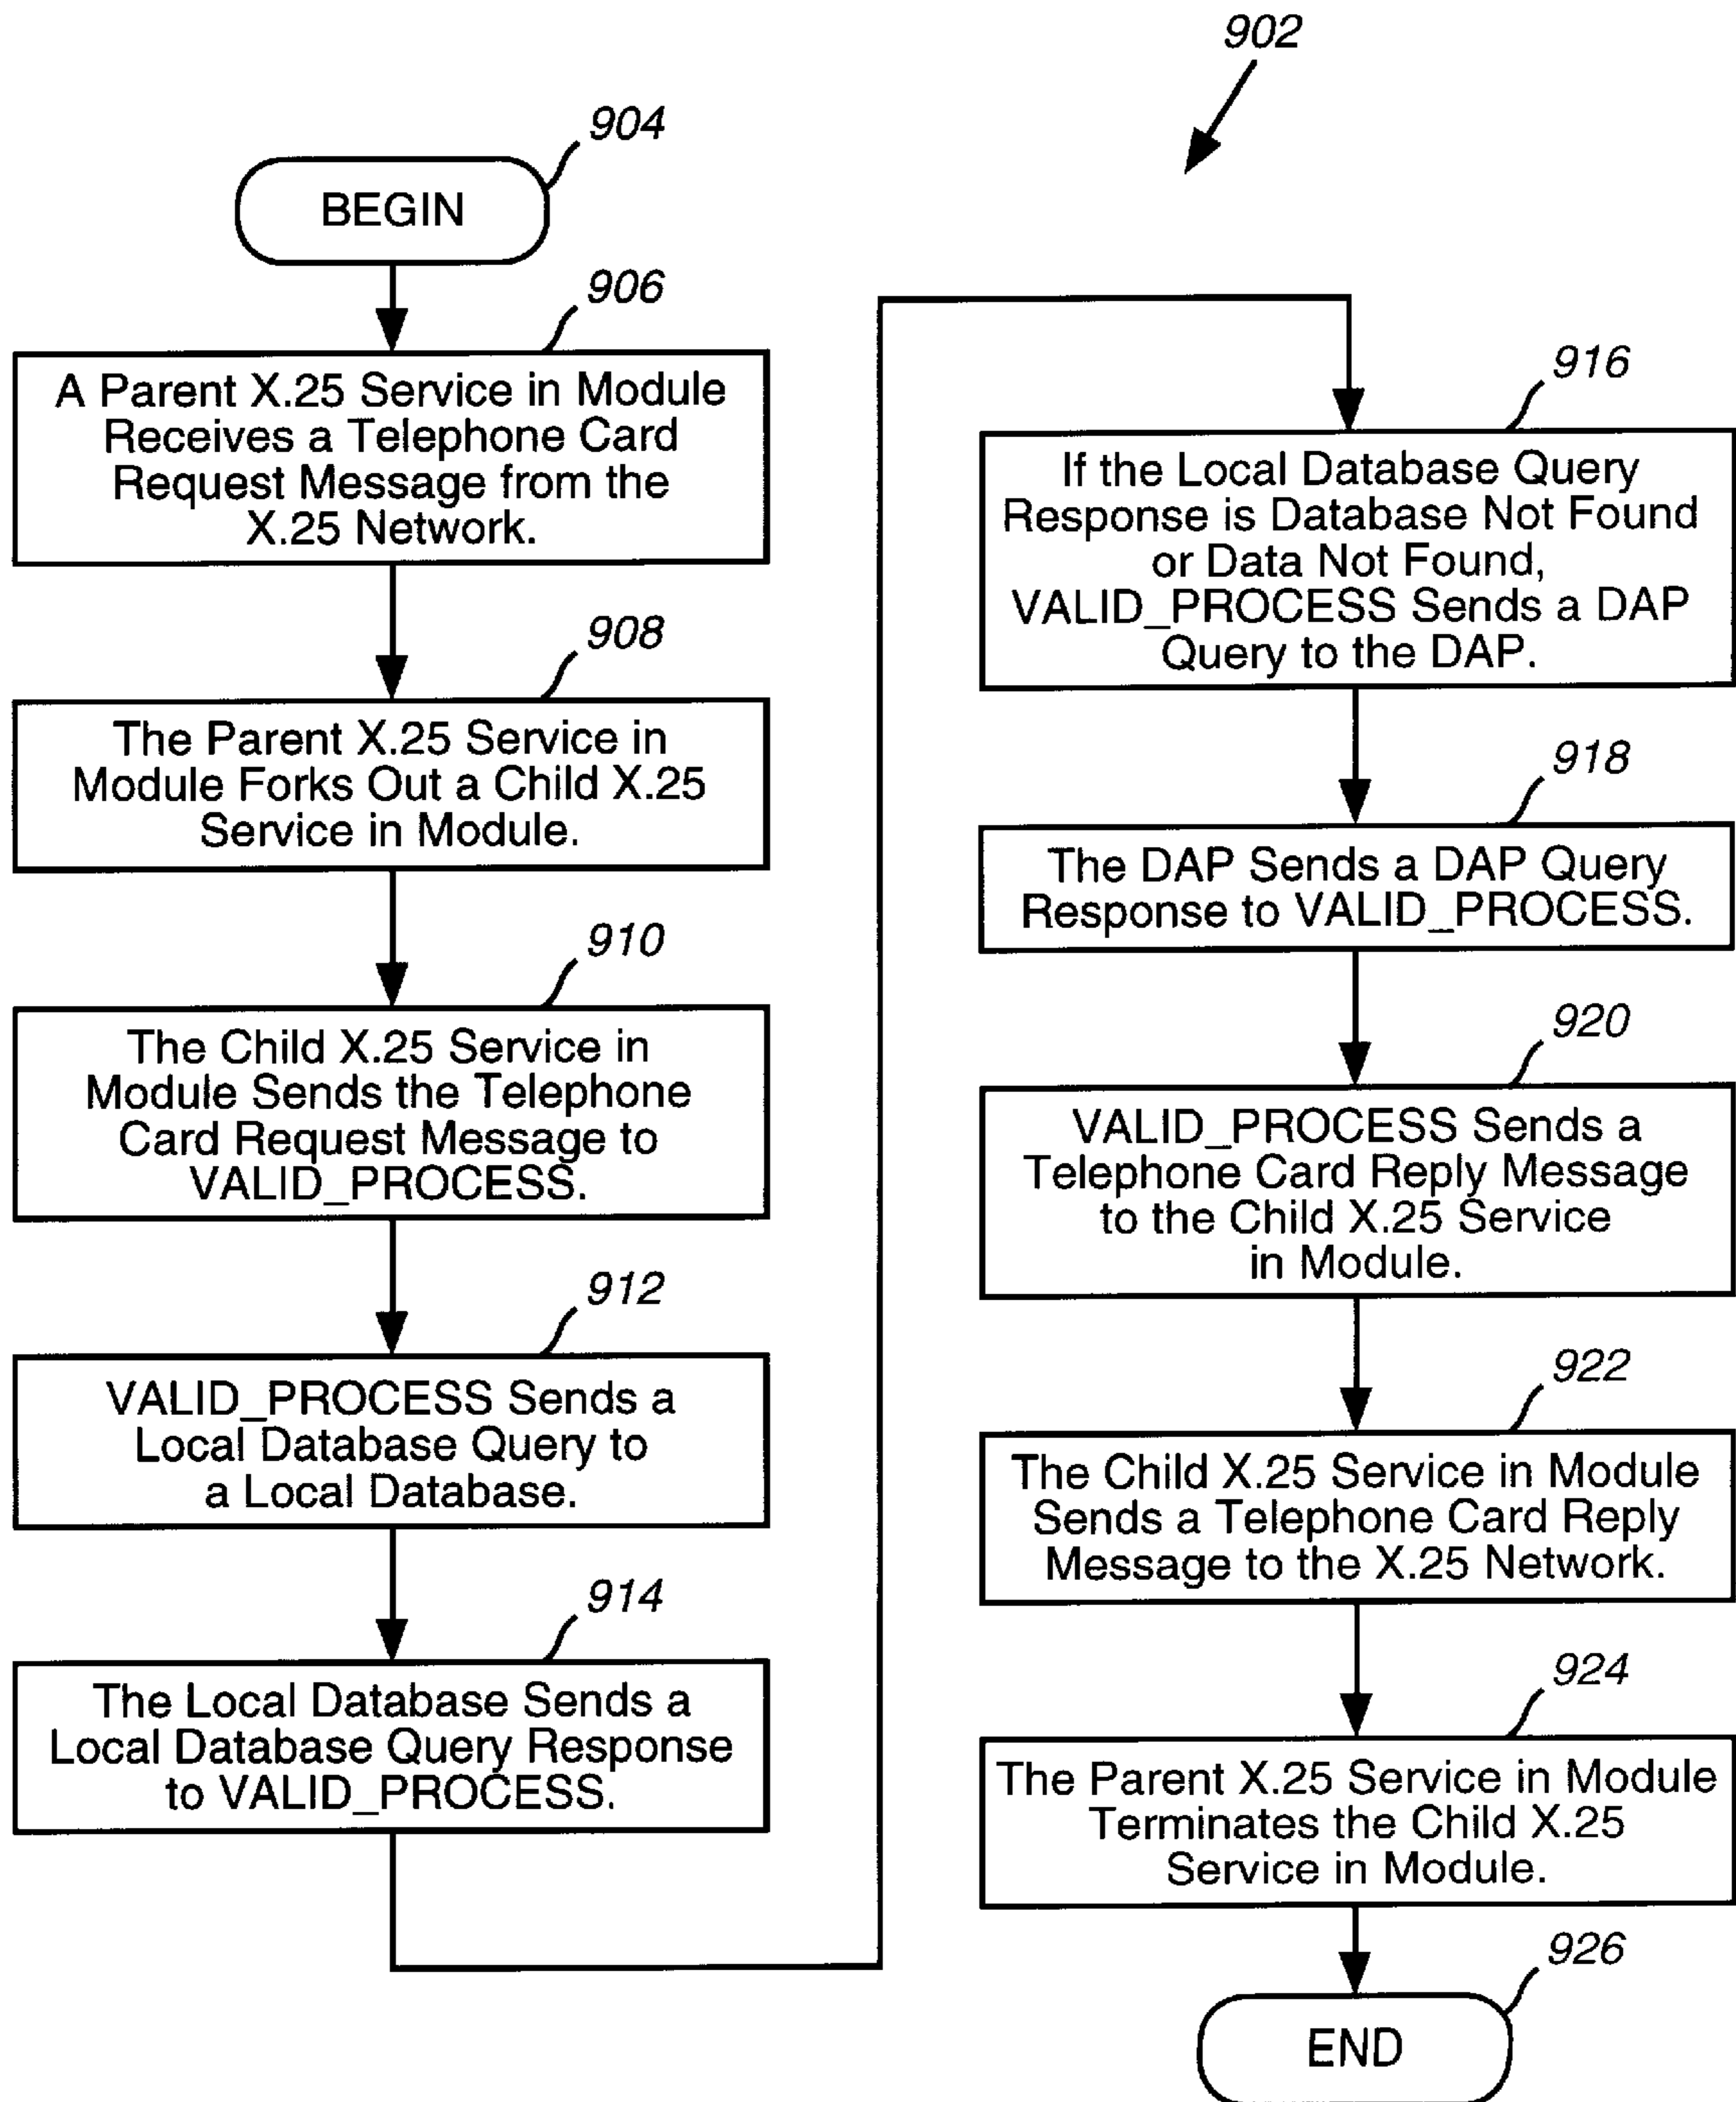 902
904
BEGIN
906
A Parent X.25 Service in Module
Receives a Telephone Card
Request Message from the
X.25 Network.
908
The Parent X.25 Service in
Module Forks Out a Child X.25
Service in Module.
910
The Child X.25 Service in
Module Sends the Telephone
Card Request Message to
VALID_PROCESS.
912
VALID_PROCESS Sends a
Local Database Query to
a Local Database.
914
The Local Database Sends a
Local Database Query Response
to VALID_PROCESS.
916
If the Local Database Query
Response is Database Not Found
or Data Not Found,
VALID_PROCESS Sends a DAP
Query to the DAP.
918
The DAP Sends a DAP Query
Response to VALID_PROCESS.
920
VALID_PROCESS Sends a
Telephone Card Reply Message
to the Child X.25 Service
in Module.
922
The Child X.25 Service in Module
Sends a Telephone Card Reply
Message to the X.25 Network.
924
The Parent X.25 Service in Module
Terminates the Child X.25
Service in Module.
926
END